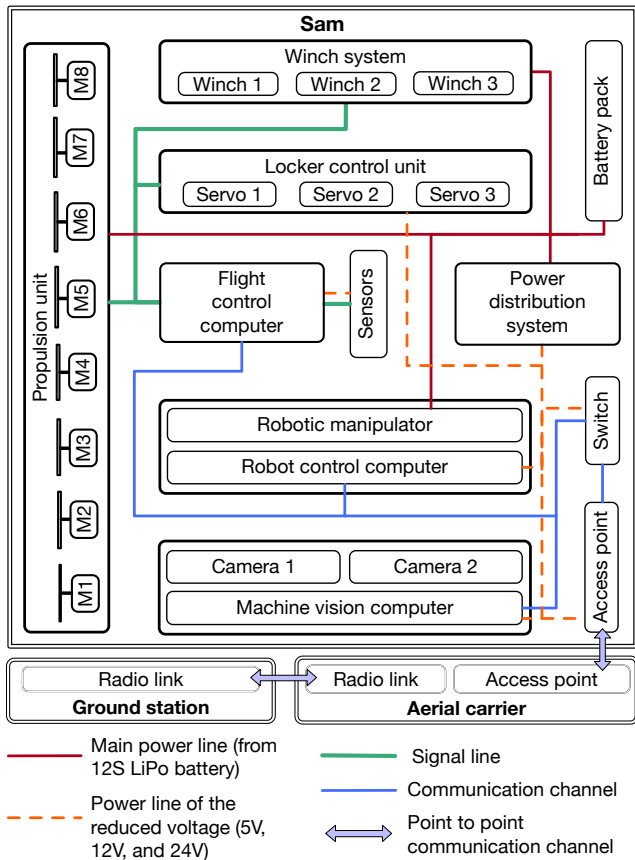 Sam
Propulsion unit
M8
M7
M6
M5
M4
M3
M2
M1
Winch system
Winch 1
Winch 2
Winch 3
Battery pack
Locker control unit
Servo 1
Servo 2
Servo 3
Flight
control
computer
Sensors
Power
distribution
system
Robotic manipulator
Robot control computer
Switch
Camera 1
Camera 2
Machine vision computer
Access point
Radio link
Ground station
Radio link
Access point
Aerial carrier
Main power line (from
12S LiPo battery)
Power line of the
reduced voltage (5V,
12V, and 24V)
Signal line
Communication channel
Point to point
communication channel